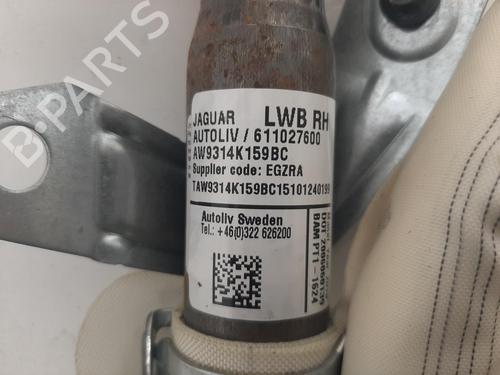 JAGUAR LWB RH
AUTOLIV / 611027600
AW9314K159BC
Supplier code: EGZRA
TAW9314K159BC15101240199
Autoliv Sweden
Tel.: +46(0)322 626200
BAM PT1-1624
B-PARTS